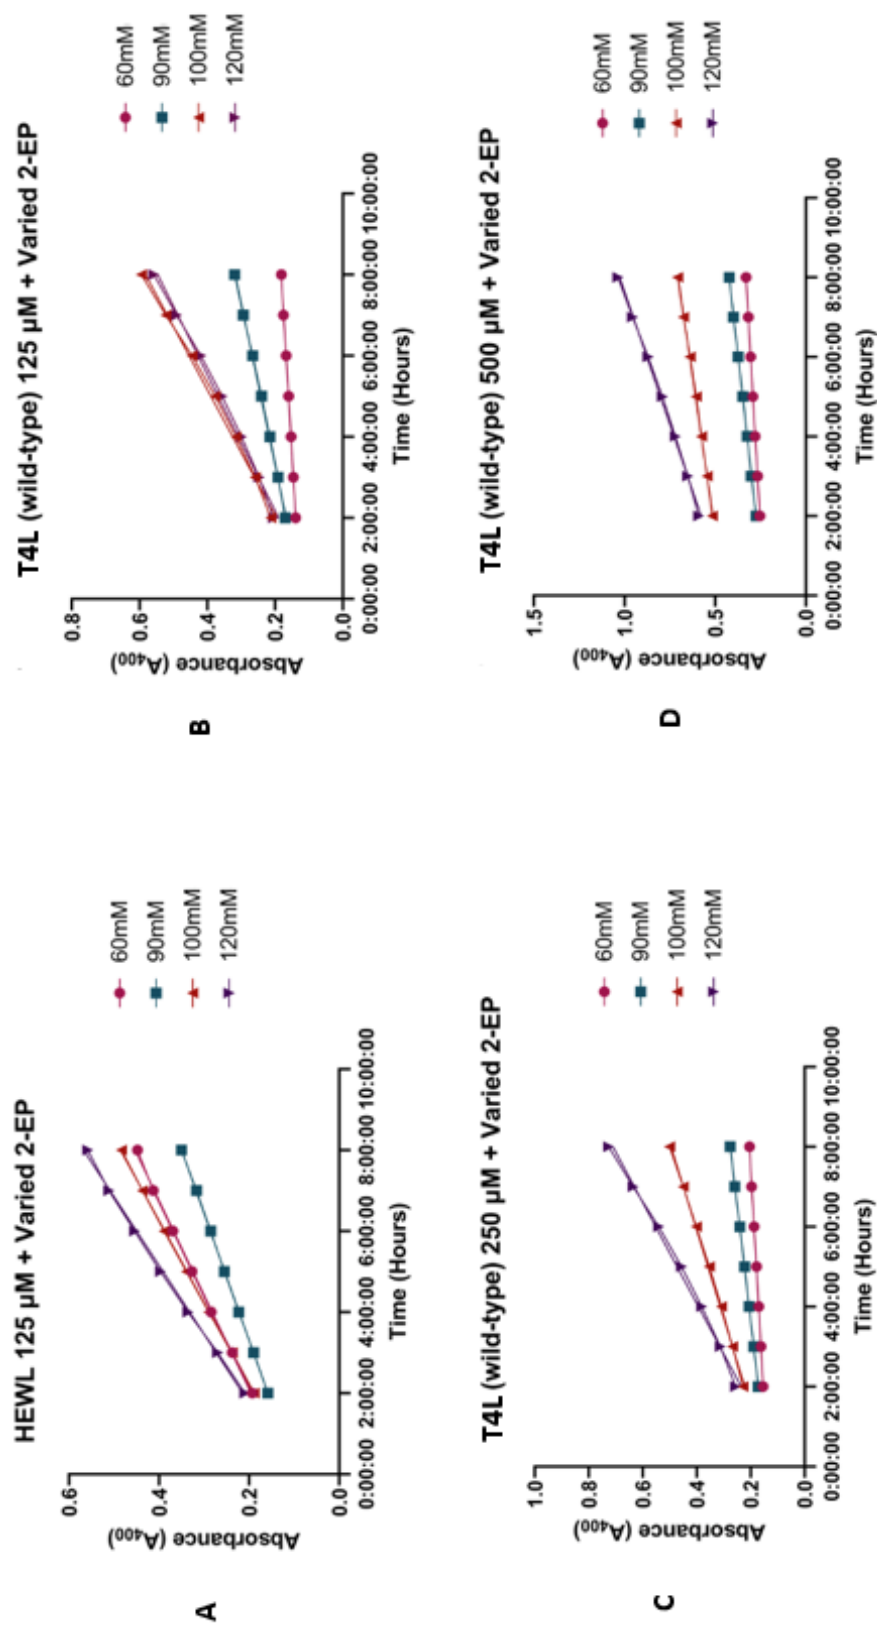 A
HEWL 125 µM + Varied 2-EP
Absorbance (A400)
0.6
0.4
0.2
0.0
0:00:00 2:00:00 4:00:00 6:00:00 8:00:00 10:00:00
Time (Hours)
60mM
90mM
100mM
120mM
B
T4L (wild-type) 125 µM + Varied 2-EP
Absorbance (A400)
0.8
0.6
0.4
0.2
0.0
0:00:00 2:00:00 4:00:00 6:00:00 8:00:00 10:00:00
Time (Hours)
60mM
90mM
100mM
120mM
C
T4L (wild-type) 250 µM + Varied 2-EP
Absorbance (A400)
1.0
0.8
0.6
0.4
0.2
0.0
0:00:00 2:00:00 4:00:00 6:00:00 8:00:00 10:00:00
Time (Hours)
60mM
90mM
100mM
120mM
D
T4L (wild-type) 500 µM + Varied 2-EP
Absorbance (A400)
1.5
1.0
0.5
0.0
0:00:00 2:00:00 4:00:00 6:00:00 8:00:00 10:00:00
Time (Hours)
60mM
90mM
100mM
120mM